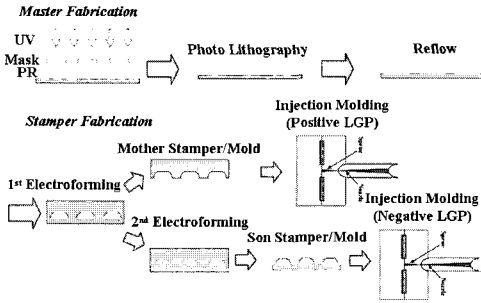 Master Fabrication
UV
Mask
PR
Photo Lithography
Reflow
Stamper Fabrication
Mother Stamper/Mold
Injection Molding
(Positive LGP)
1st Electroforming
2nd Electroforming
Son Stamper/Mold
Injection Molding
(Negative LGP)